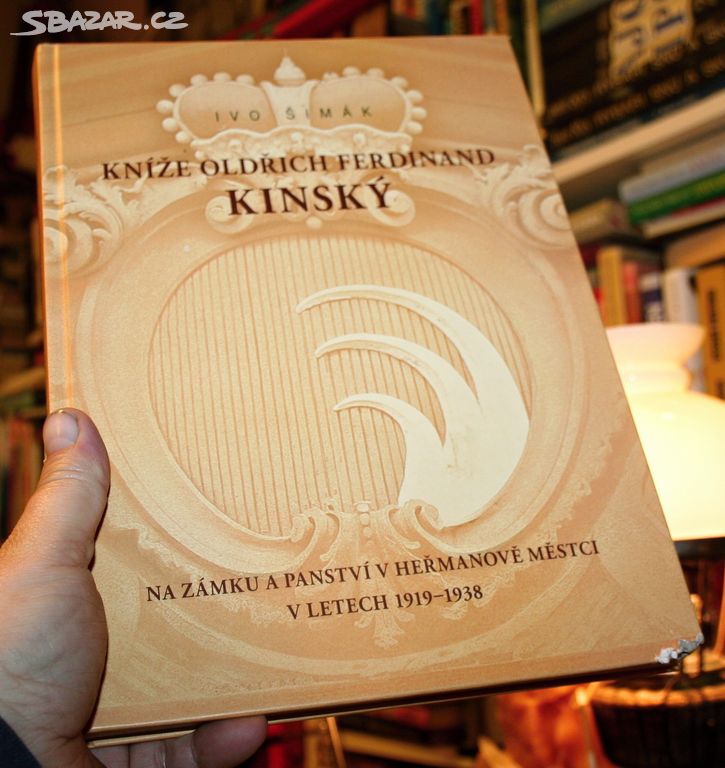 SBAZAR.CZ
IVO ŠIMÁK
KNÍŽE OLDŘICH FERDINAND
KINSKÝ
NA ZÁMKU A PANSTVÍ V HEŘMANOVĚ MĚSTCI
V LETECH 1919–1938